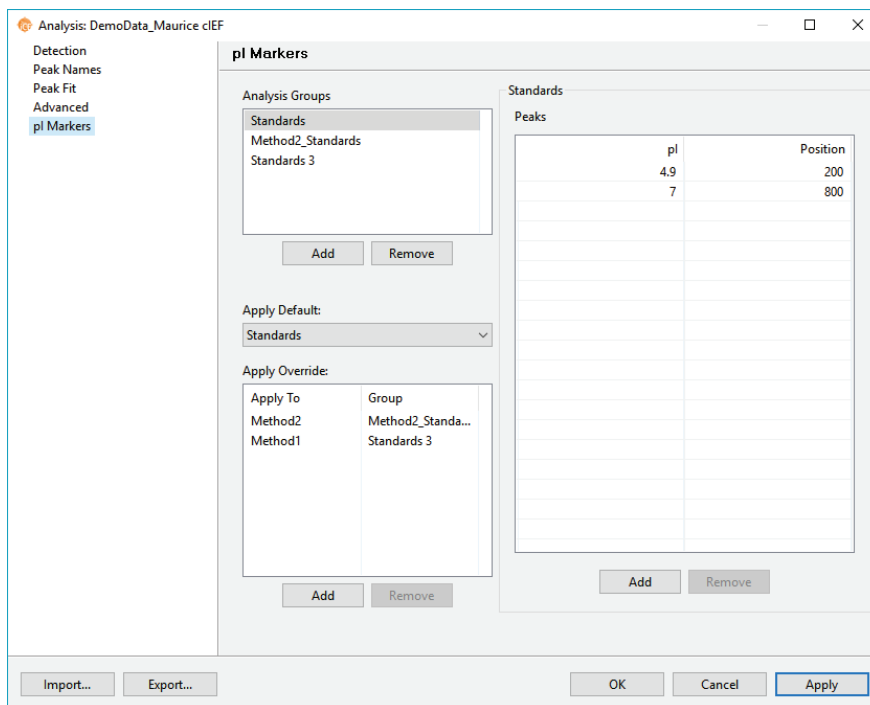 Analysis: DemoData_Maurice cIEF
Detection
Peak Names
Peak Fit
Advanced
pI Markers
pI Markers
Analysis Groups
Standards
Method2_Standards
Standards 3
Add Remove
Apply Default:
Standards
Apply Override:
Apply To Group
Method2 Method2_Standa...
Method1 Standards 3
Add Remove
Standards
Peaks
pI Position
4.9 200
7 800
Add Remove
Import... Export... OK Cancel Apply